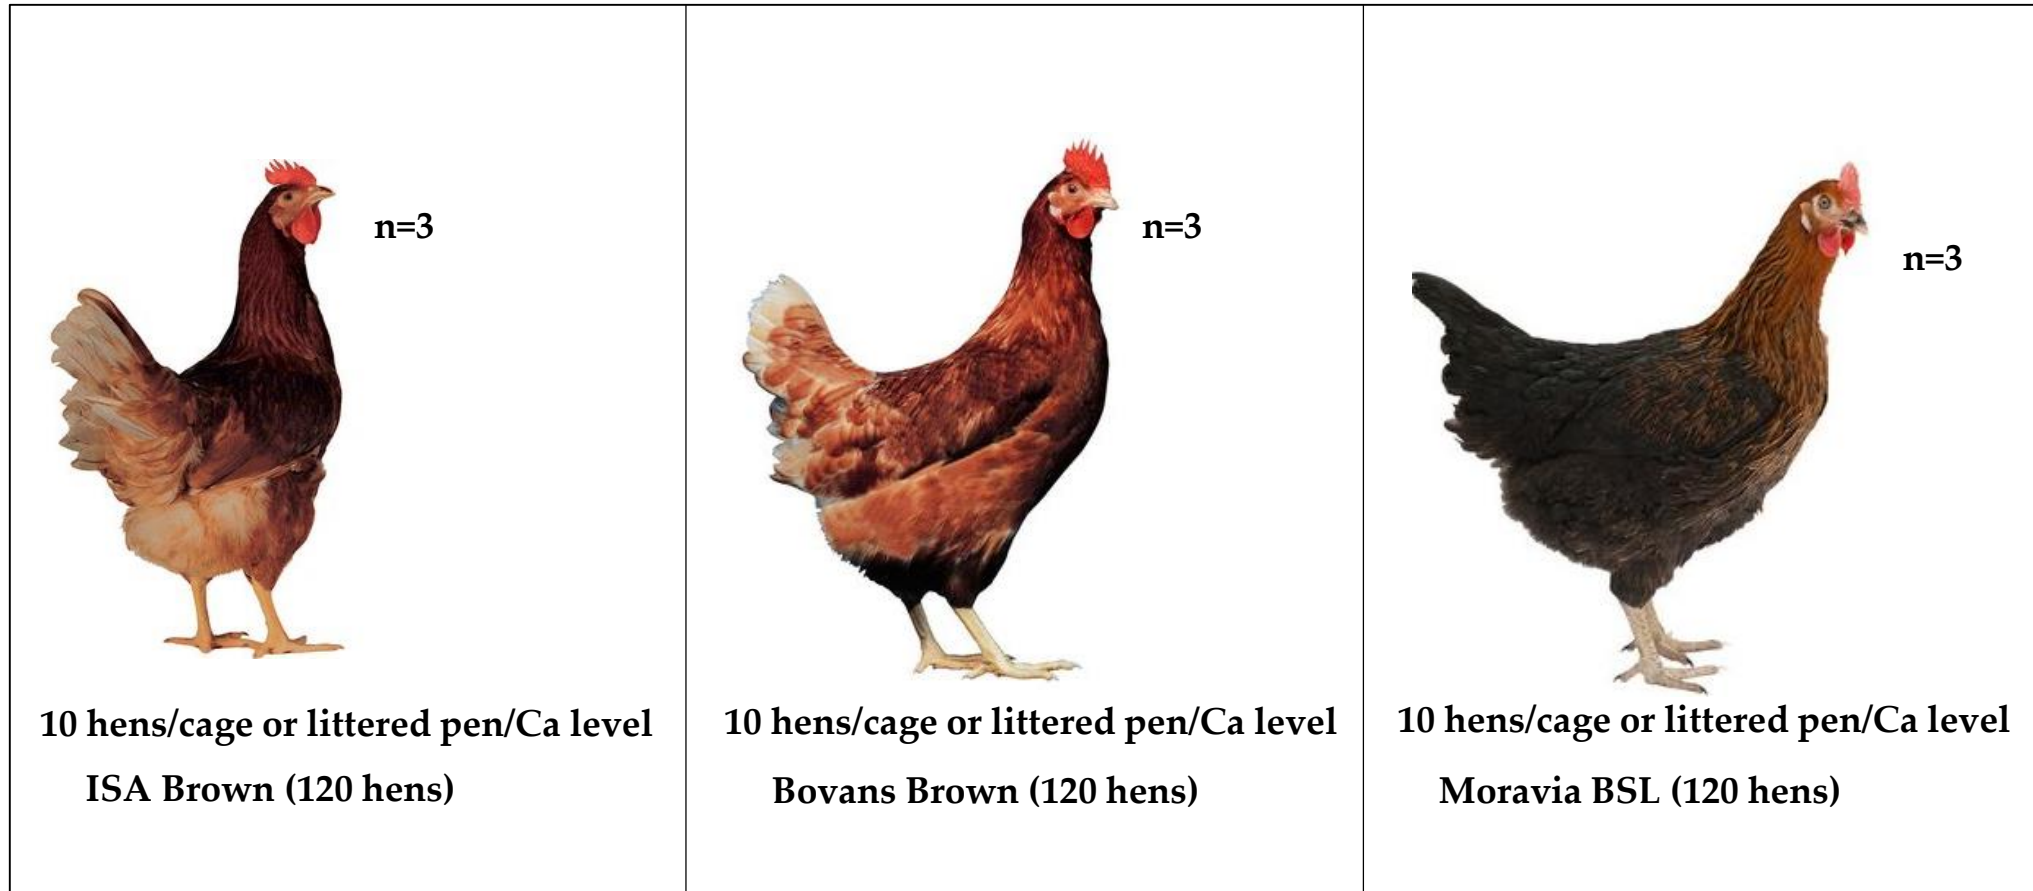 n=3
10 hens/cage or littered pen/Ca level
ISA Brown (120 hens)
n=3
10 hens/cage or littered pen/Ca level
Bovans Brown (120 hens)
n=3
10 hens/cage or littered pen/Ca level
Moravia BSL (120 hens)